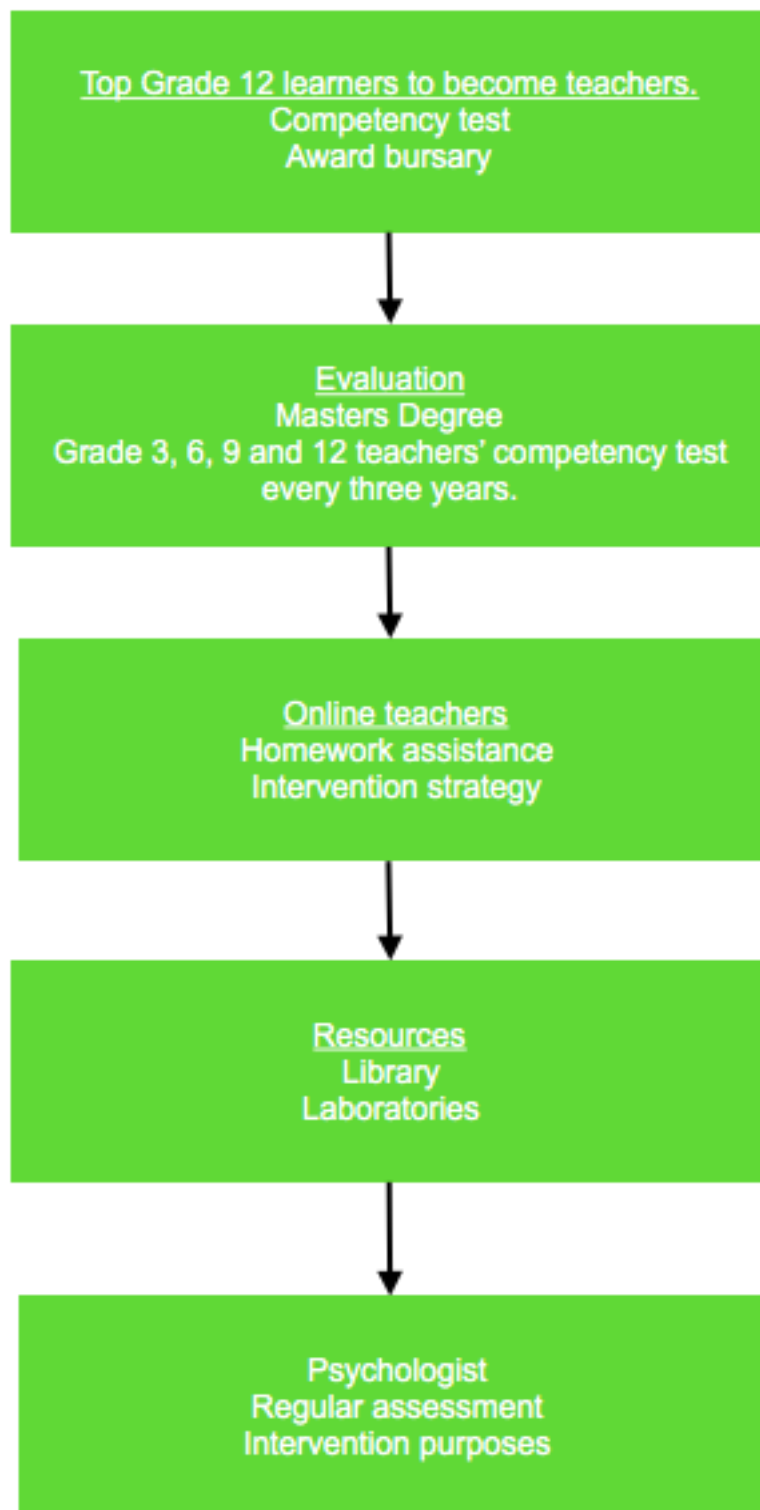 Top Grade 12 learners to become teachers.
Competency test
Award bursary
Evaluation
Masters Degree
Grade 3, 6, 9 and 12 teachers’ competency test
every three years.
Online teachers
Homework assistance
Intervention strategy
Resources
Library
Laboratories
Psychologist
Regular assessment
Intervention purposes